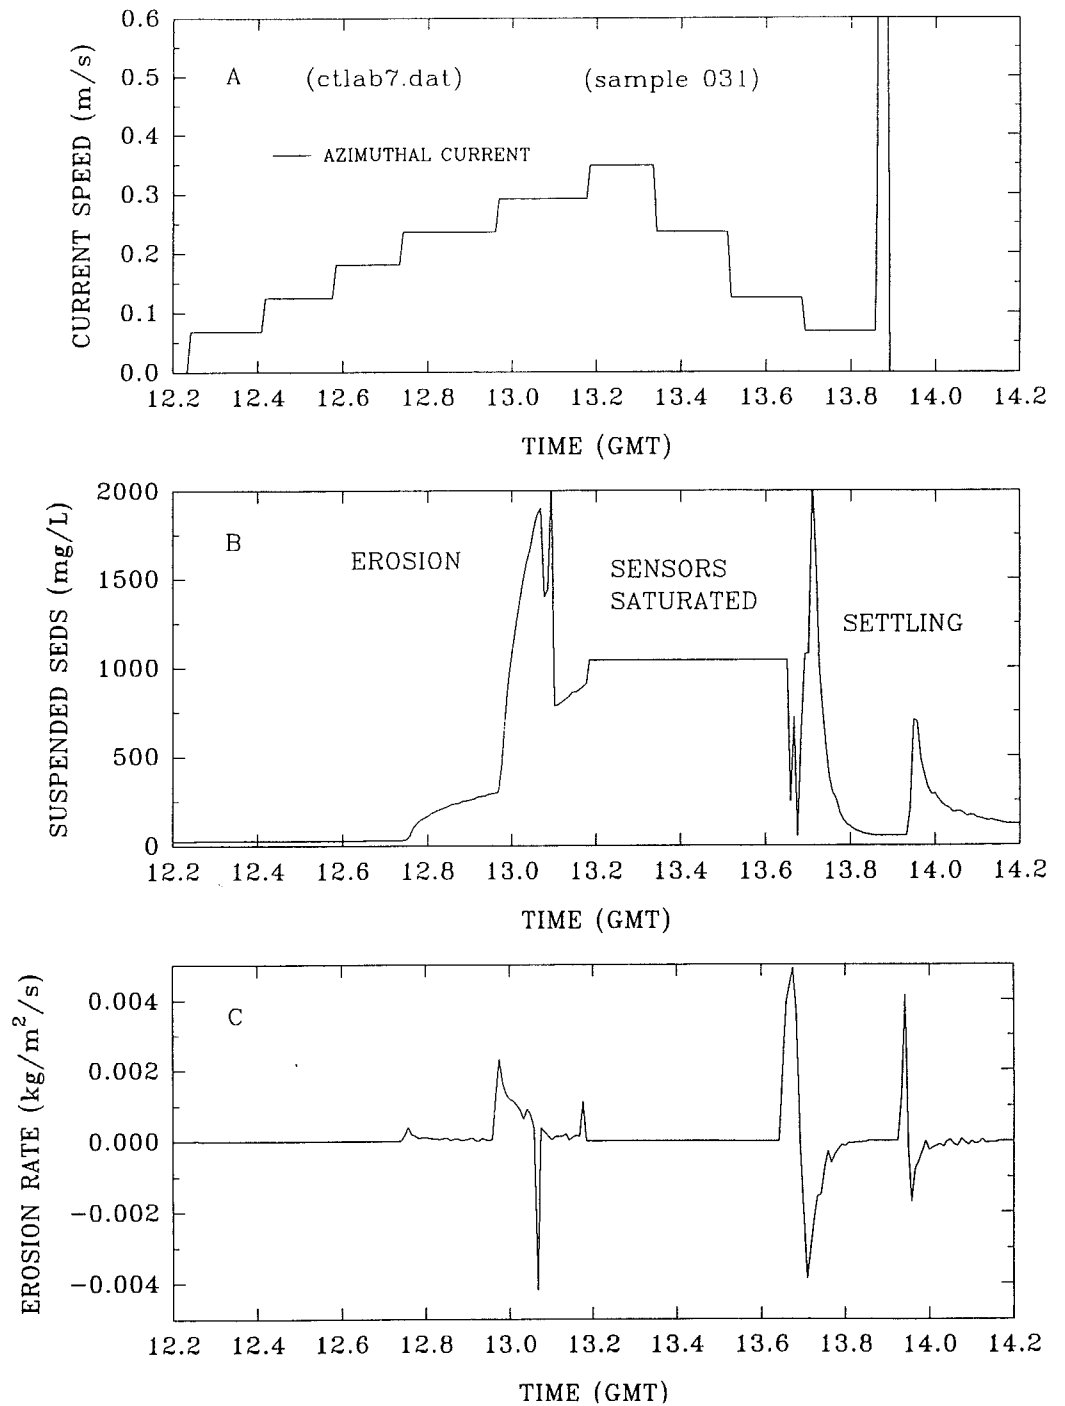 0.6
0.5
0.4
0.3
0.2
0.1
0.0
CURRENT SPEED (m/s)
A (ctlab7.dat) (sample 031)
AZIMUTHAL CURRENT
12.2 12.4 12.6 12.8 13.0 13.2 13.4 13.6 13.8 14.0 14.2
TIME (GMT)
2000
1500
1000
500
0
SUSPENDED SEDS (mg/L)
B
EROSION
SENSORS
SATURATED
SETTLING
12.2 12.4 12.6 12.8 13.0 13.2 13.4 13.6 13.8 14.0 14.2
TIME (GMT)
0.004
0.002
0.000
−0.002
−0.004
EROSION RATE (kg/m²/s)
C
12.2 12.4 12.6 12.8 13.0 13.2 13.4 13.6 13.8 14.0 14.2
TIME (GMT)